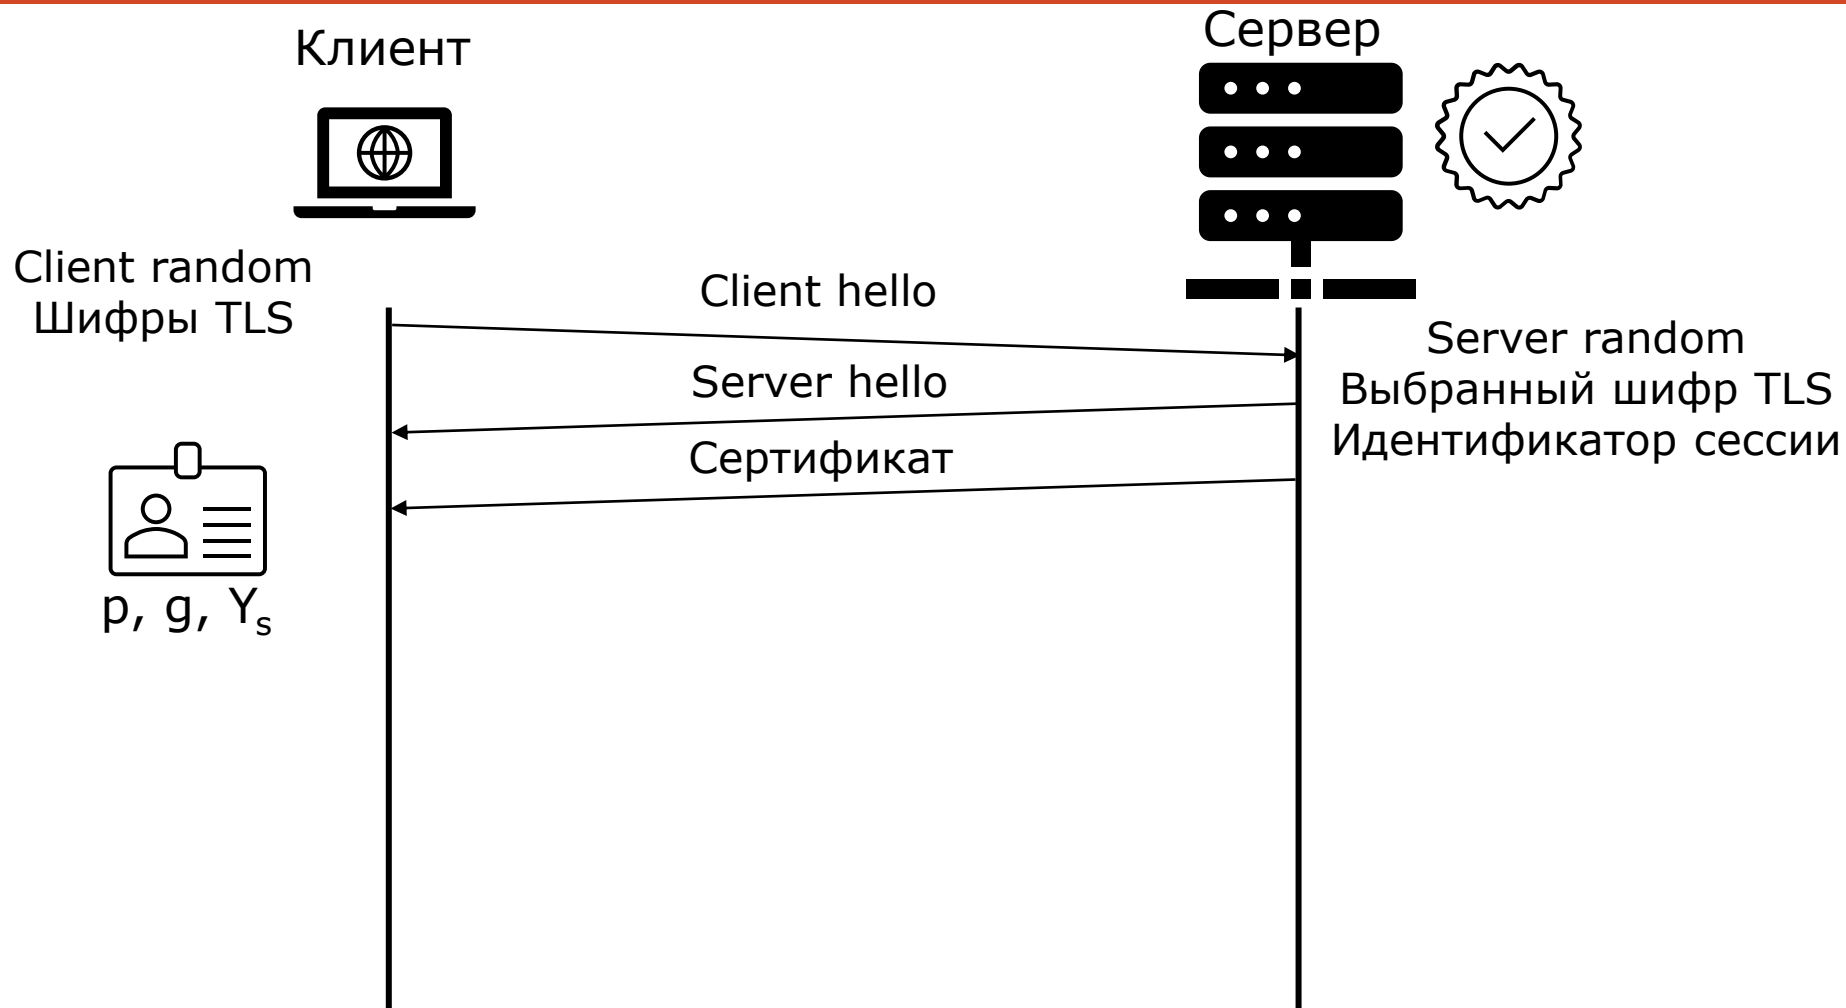 Клиент
Сервер
Client random
Шифры TLS
Client hello
Server random
Выбранный шифр TLS
Идентификатор сессии
Server hello
Сертификат
p, g, Yₛ